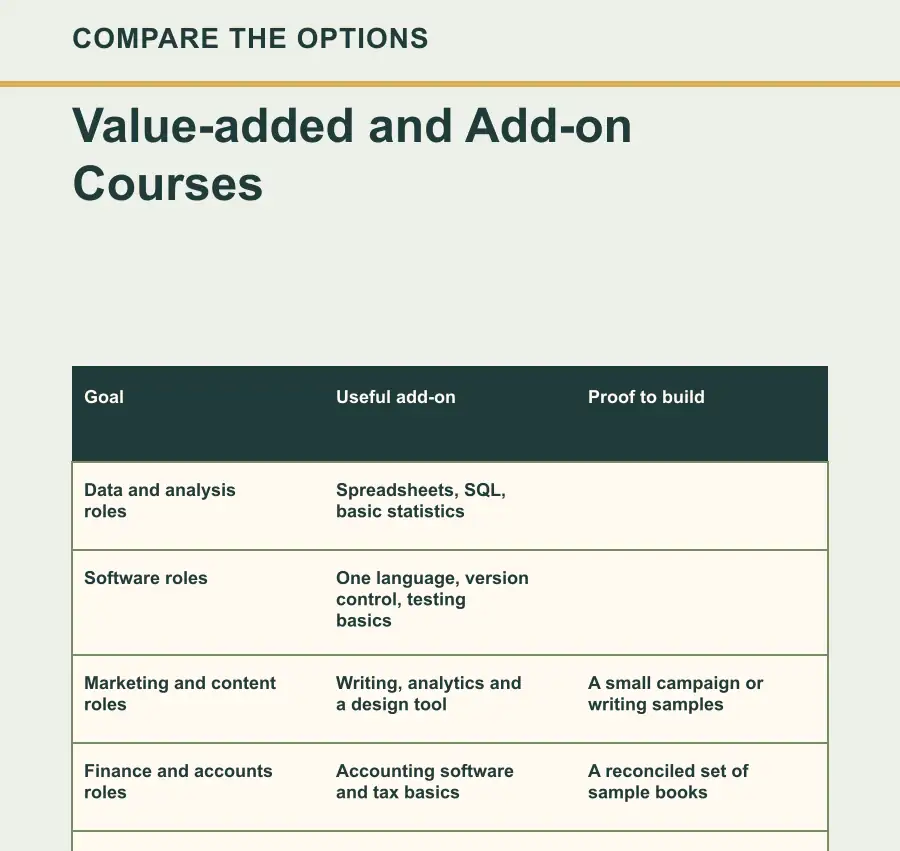 COMPARE THE OPTIONS
Value-added and Add-on
Courses
Goal
Useful add-on
Proof to build
Data and analysis
roles
Spreadsheets, SQL,
basic statistics
Software roles
One language, version
control, testing
basics
Marketing and content
roles
Writing, analytics and
a design tool
A small campaign or
writing samples
Finance and accounts
roles
Accounting software
and tax basics
A reconciled set of
sample books